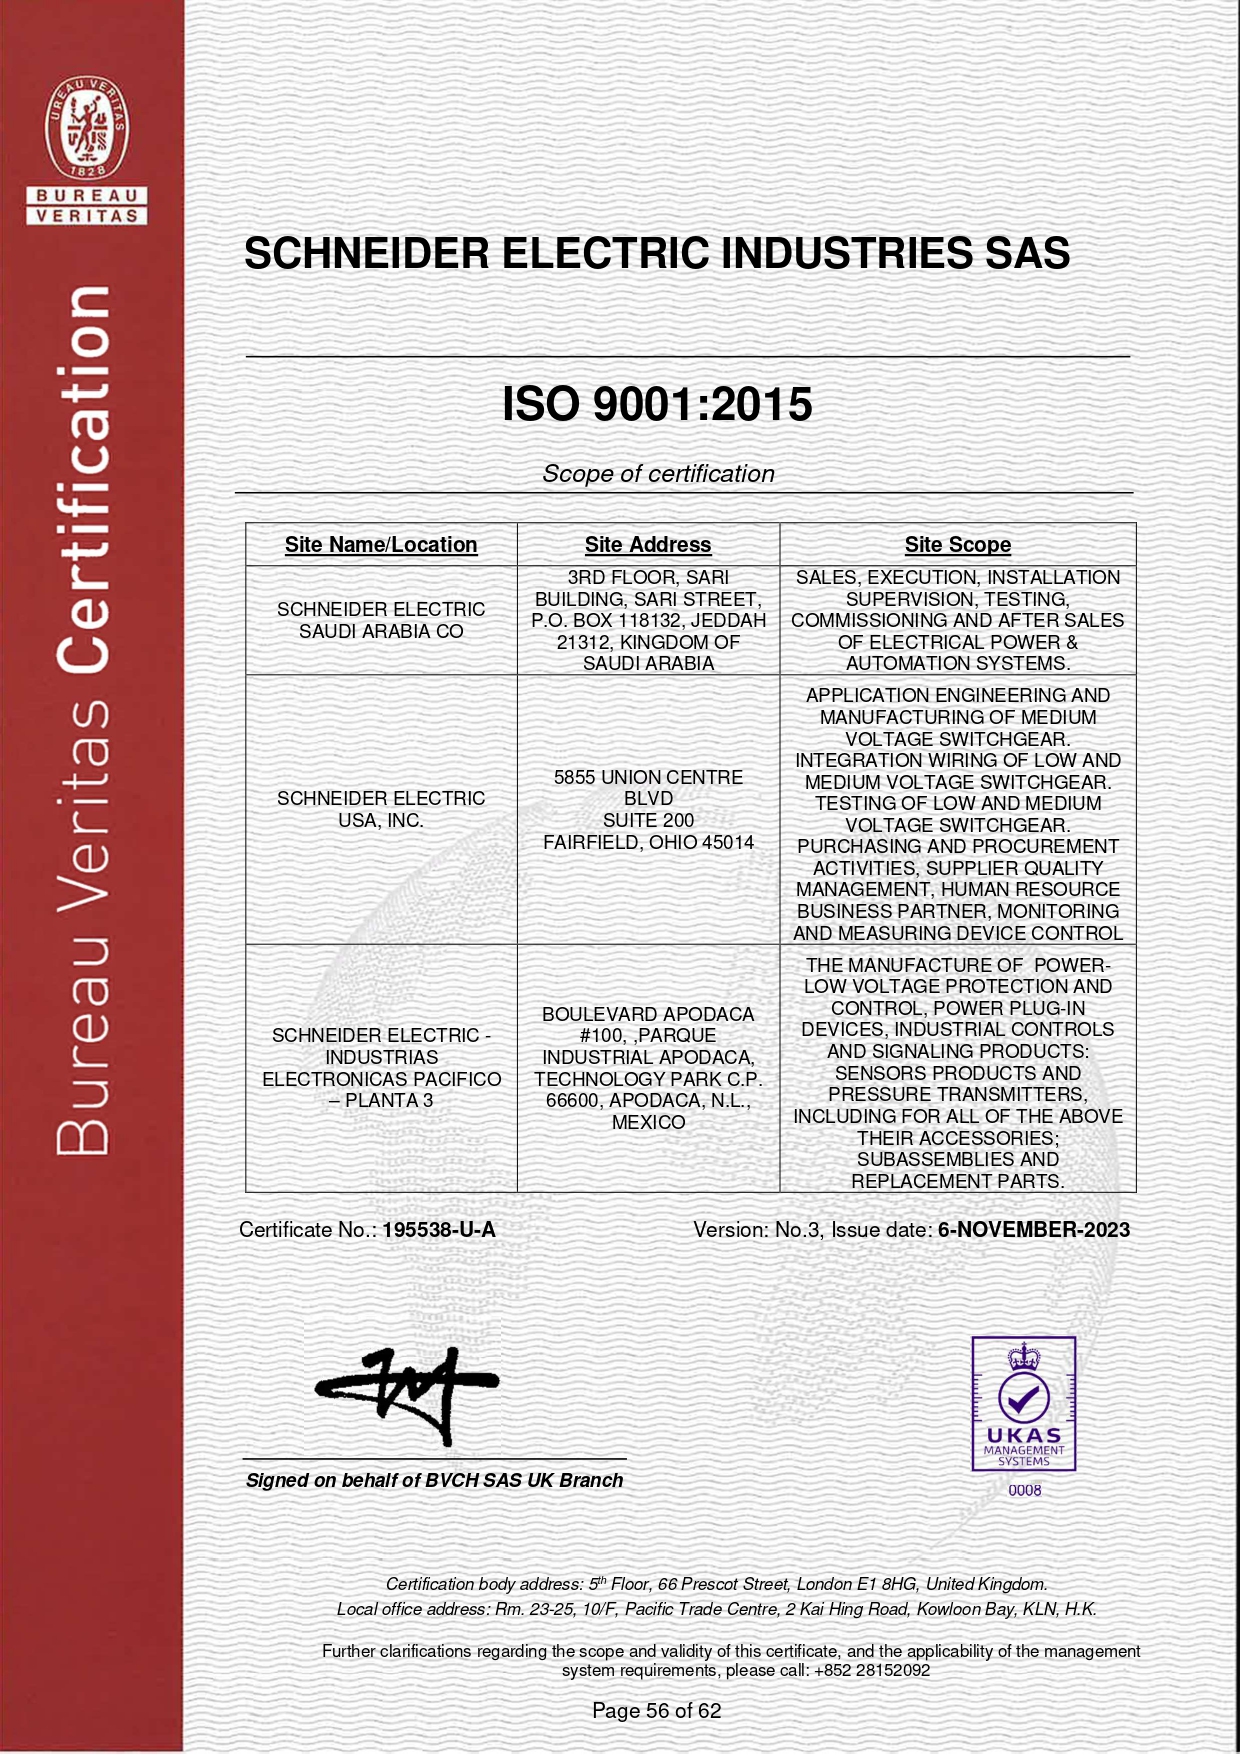 BUREAU VERITAS
1828
BUREAU
VERITAS
Bureau Veritas Certification
SCHNEIDER ELECTRIC INDUSTRIES SAS
ISO 9001:2015
Scope of certification
Site Name/Location
Site Address
Site Scope
SCHNEIDER ELECTRIC
SAUDI ARABIA CO
3RD FLOOR, SARI
BUILDING, SARI STREET,
P.O. BOX 118132, JEDDAH
21312, KINGDOM OF
SAUDI ARABIA
SALES, EXECUTION, INSTALLATION
SUPERVISION, TESTING,
COMMISSIONING AND AFTER SALES
OF ELECTRICAL POWER &
AUTOMATION SYSTEMS.
SCHNEIDER ELECTRIC
USA, INC.
5855 UNION CENTRE
BLVD
SUITE 200
FAIRFIELD, OHIO 45014
APPLICATION ENGINEERING AND
MANUFACTURING OF MEDIUM
VOLTAGE SWITCHGEAR.
INTEGRATION WIRING OF LOW AND
MEDIUM VOLTAGE SWITCHGEAR.
TESTING OF LOW AND MEDIUM
VOLTAGE SWITCHGEAR.
PURCHASING AND PROCUREMENT
ACTIVITIES, SUPPLIER QUALITY
MANAGEMENT, HUMAN RESOURCE
BUSINESS PARTNER, MONITORING
AND MEASURING DEVICE CONTROL
SCHNEIDER ELECTRIC -
INDUSTRIAS
ELECTRONICAS PACIFICO
– PLANTA 3
BOULEVARD APODACA
#100, ,PARQUE
INDUSTRIAL APODACA,
TECHNOLOGY PARK C.P.
66600, APODACA, N.L.,
MEXICO
THE MANUFACTURE OF  POWER-
LOW VOLTAGE PROTECTION AND
CONTROL, POWER PLUG-IN
DEVICES, INDUSTRIAL CONTROLS
AND SIGNALING PRODUCTS:
SENSORS PRODUCTS AND
PRESSURE TRANSMITTERS,
INCLUDING FOR ALL OF THE ABOVE
THEIR ACCESSORIES;
SUBASSEMBLIES AND
REPLACEMENT PARTS.
Certificate No.: 195538-U-A
Version: No.3, Issue date: 6-NOVEMBER-2023
Signed on behalf of BVCH SAS UK Branch
UKAS
MANAGEMENT
SYSTEMS
0008
Certification body address: 5th Floor, 66 Prescot Street, London E1 8HG, United Kingdom.
Local office address: Rm. 23-25, 10/F, Pacific Trade Centre, 2 Kai Hing Road, Kowloon Bay, KLN, H.K.
Further clarifications regarding the scope and validity of this certificate, and the applicability of the management
system requirements, please call: +852 28152092
Page 56 of 62